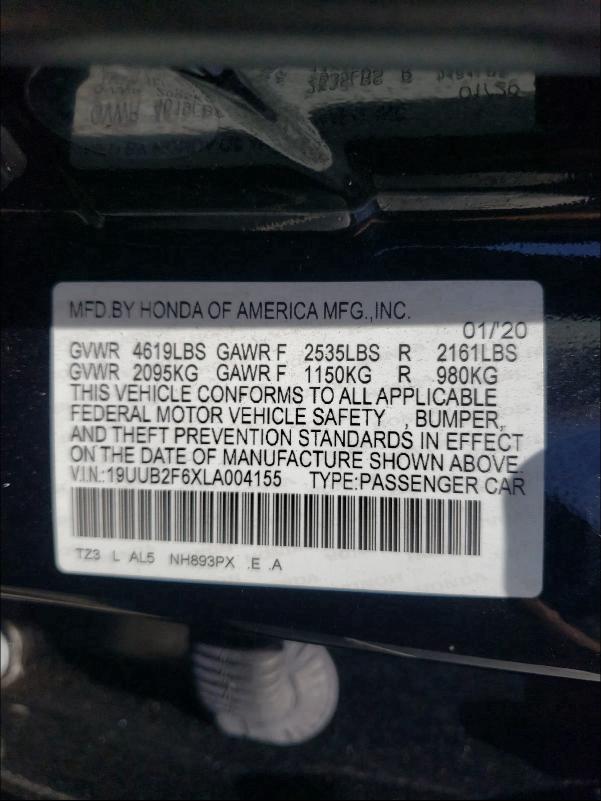 MFD.BY HONDA OF AMERICA MFG.,INC.
01/'20
GVWR 4619LBS GAWR F 2535LBS R 2161LBS
GVWR 2095KG GAWR F 1150KG R 980KG
THIS VEHICLE CONFORMS TO ALL APPLICABLE
FEDERAL MOTOR VEHICLE SAFETY , BUMPER,
AND THEFT PREVENTION STANDARDS IN EFFECT
ON THE DATE OF MANUFACTURE SHOWN ABOVE.
V.I.N.:19UUB2F6XLA004155 TYPE:PASSENGER CAR
TZ3 L AL5 NH893PX .E .A